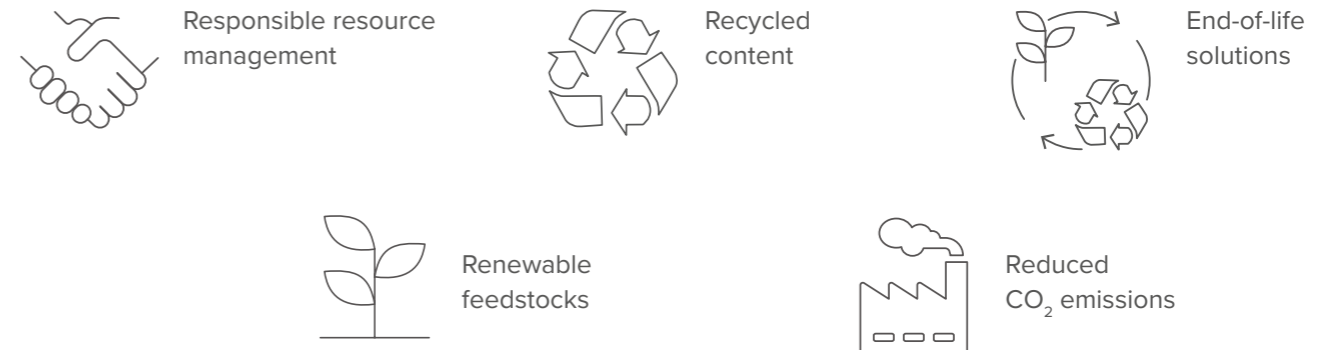 Responsible resource
management
Recycled
content
End-of-life
solutions
Renewable
feedstocks
Reduced
CO₂ emissions